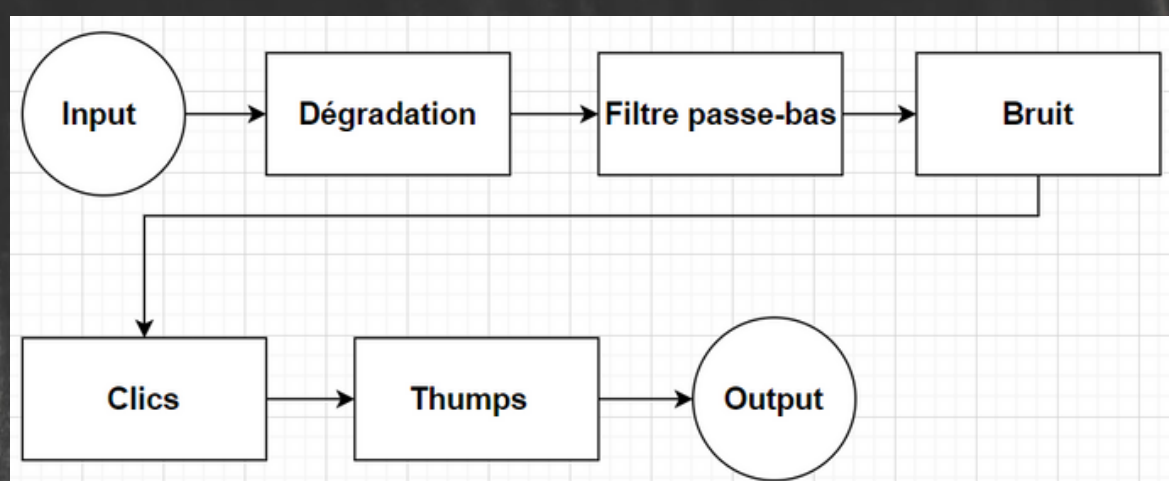 Input
Dégradation
Filtre passe-bas
Bruit
Clics
Thumps
Output